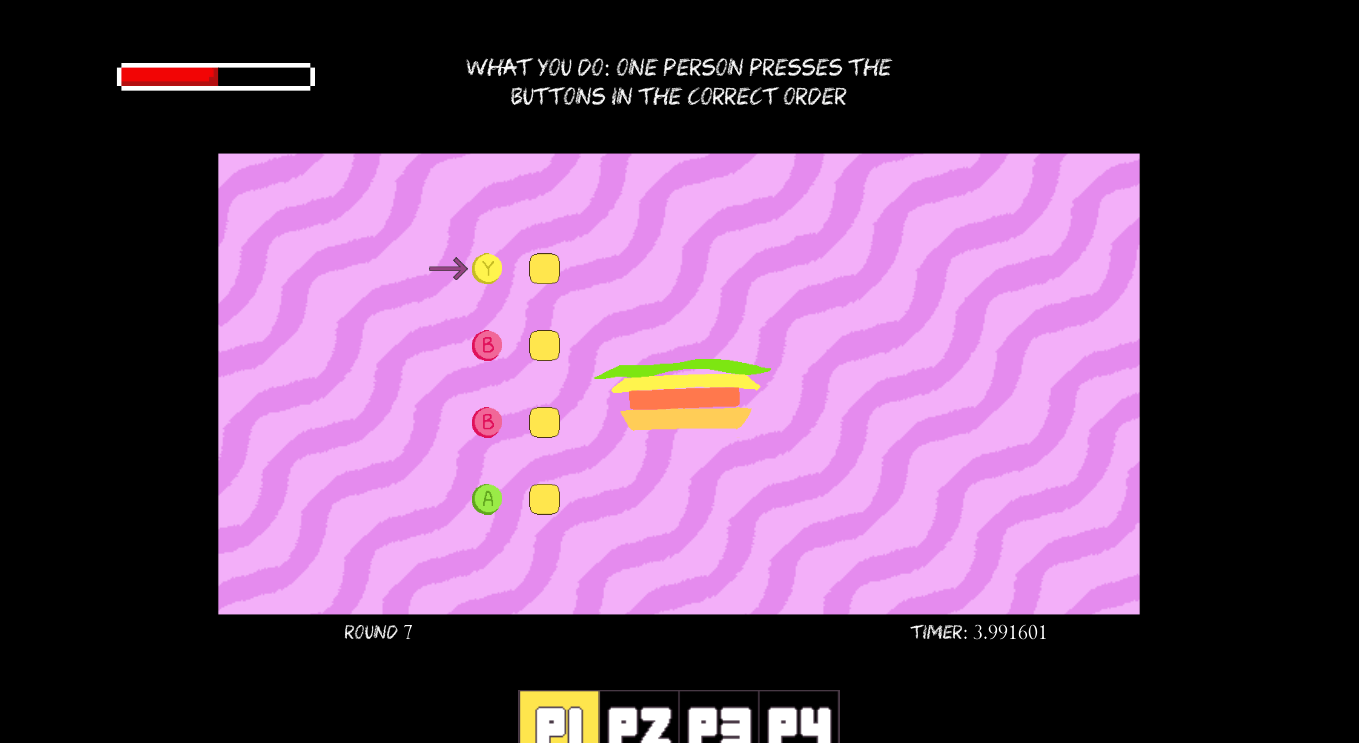 WHAT YOU DO: ONE PERSON PRESSES THE
BUTTONS IN THE CORRECT ORDER
Y
B
B
A
ROUND 7
TIMER: 3.991601
P1 P2 P3 P4